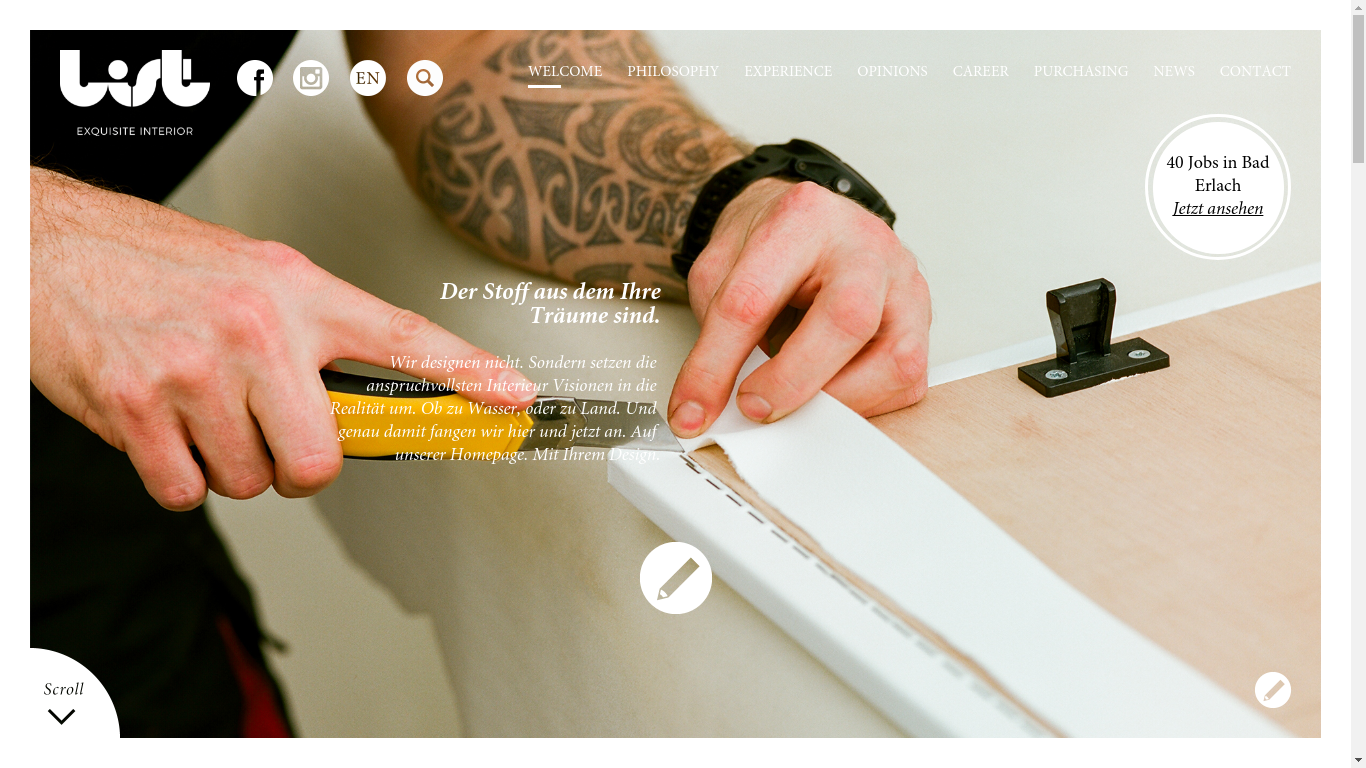 List
EXQUISITE INTERIOR
EN
WELCOME PHILOSOPHY EXPERIENCE OPINIONS CAREER PURCHASING NEWS CONTACT
40 Jobs in Bad
Erlach
Jetzt ansehen
Der Stoff aus dem Ihre
Träume sind.
Wir designen nicht. Sondern setzen die
anspruchvollsten Interieur Visionen in die
Realität um. Ob zu Wasser, oder zu Land. Und
genau damit fangen wir hier und jetzt an. Auf
unserer Homepage. Mit Ihrem Design.
Scroll